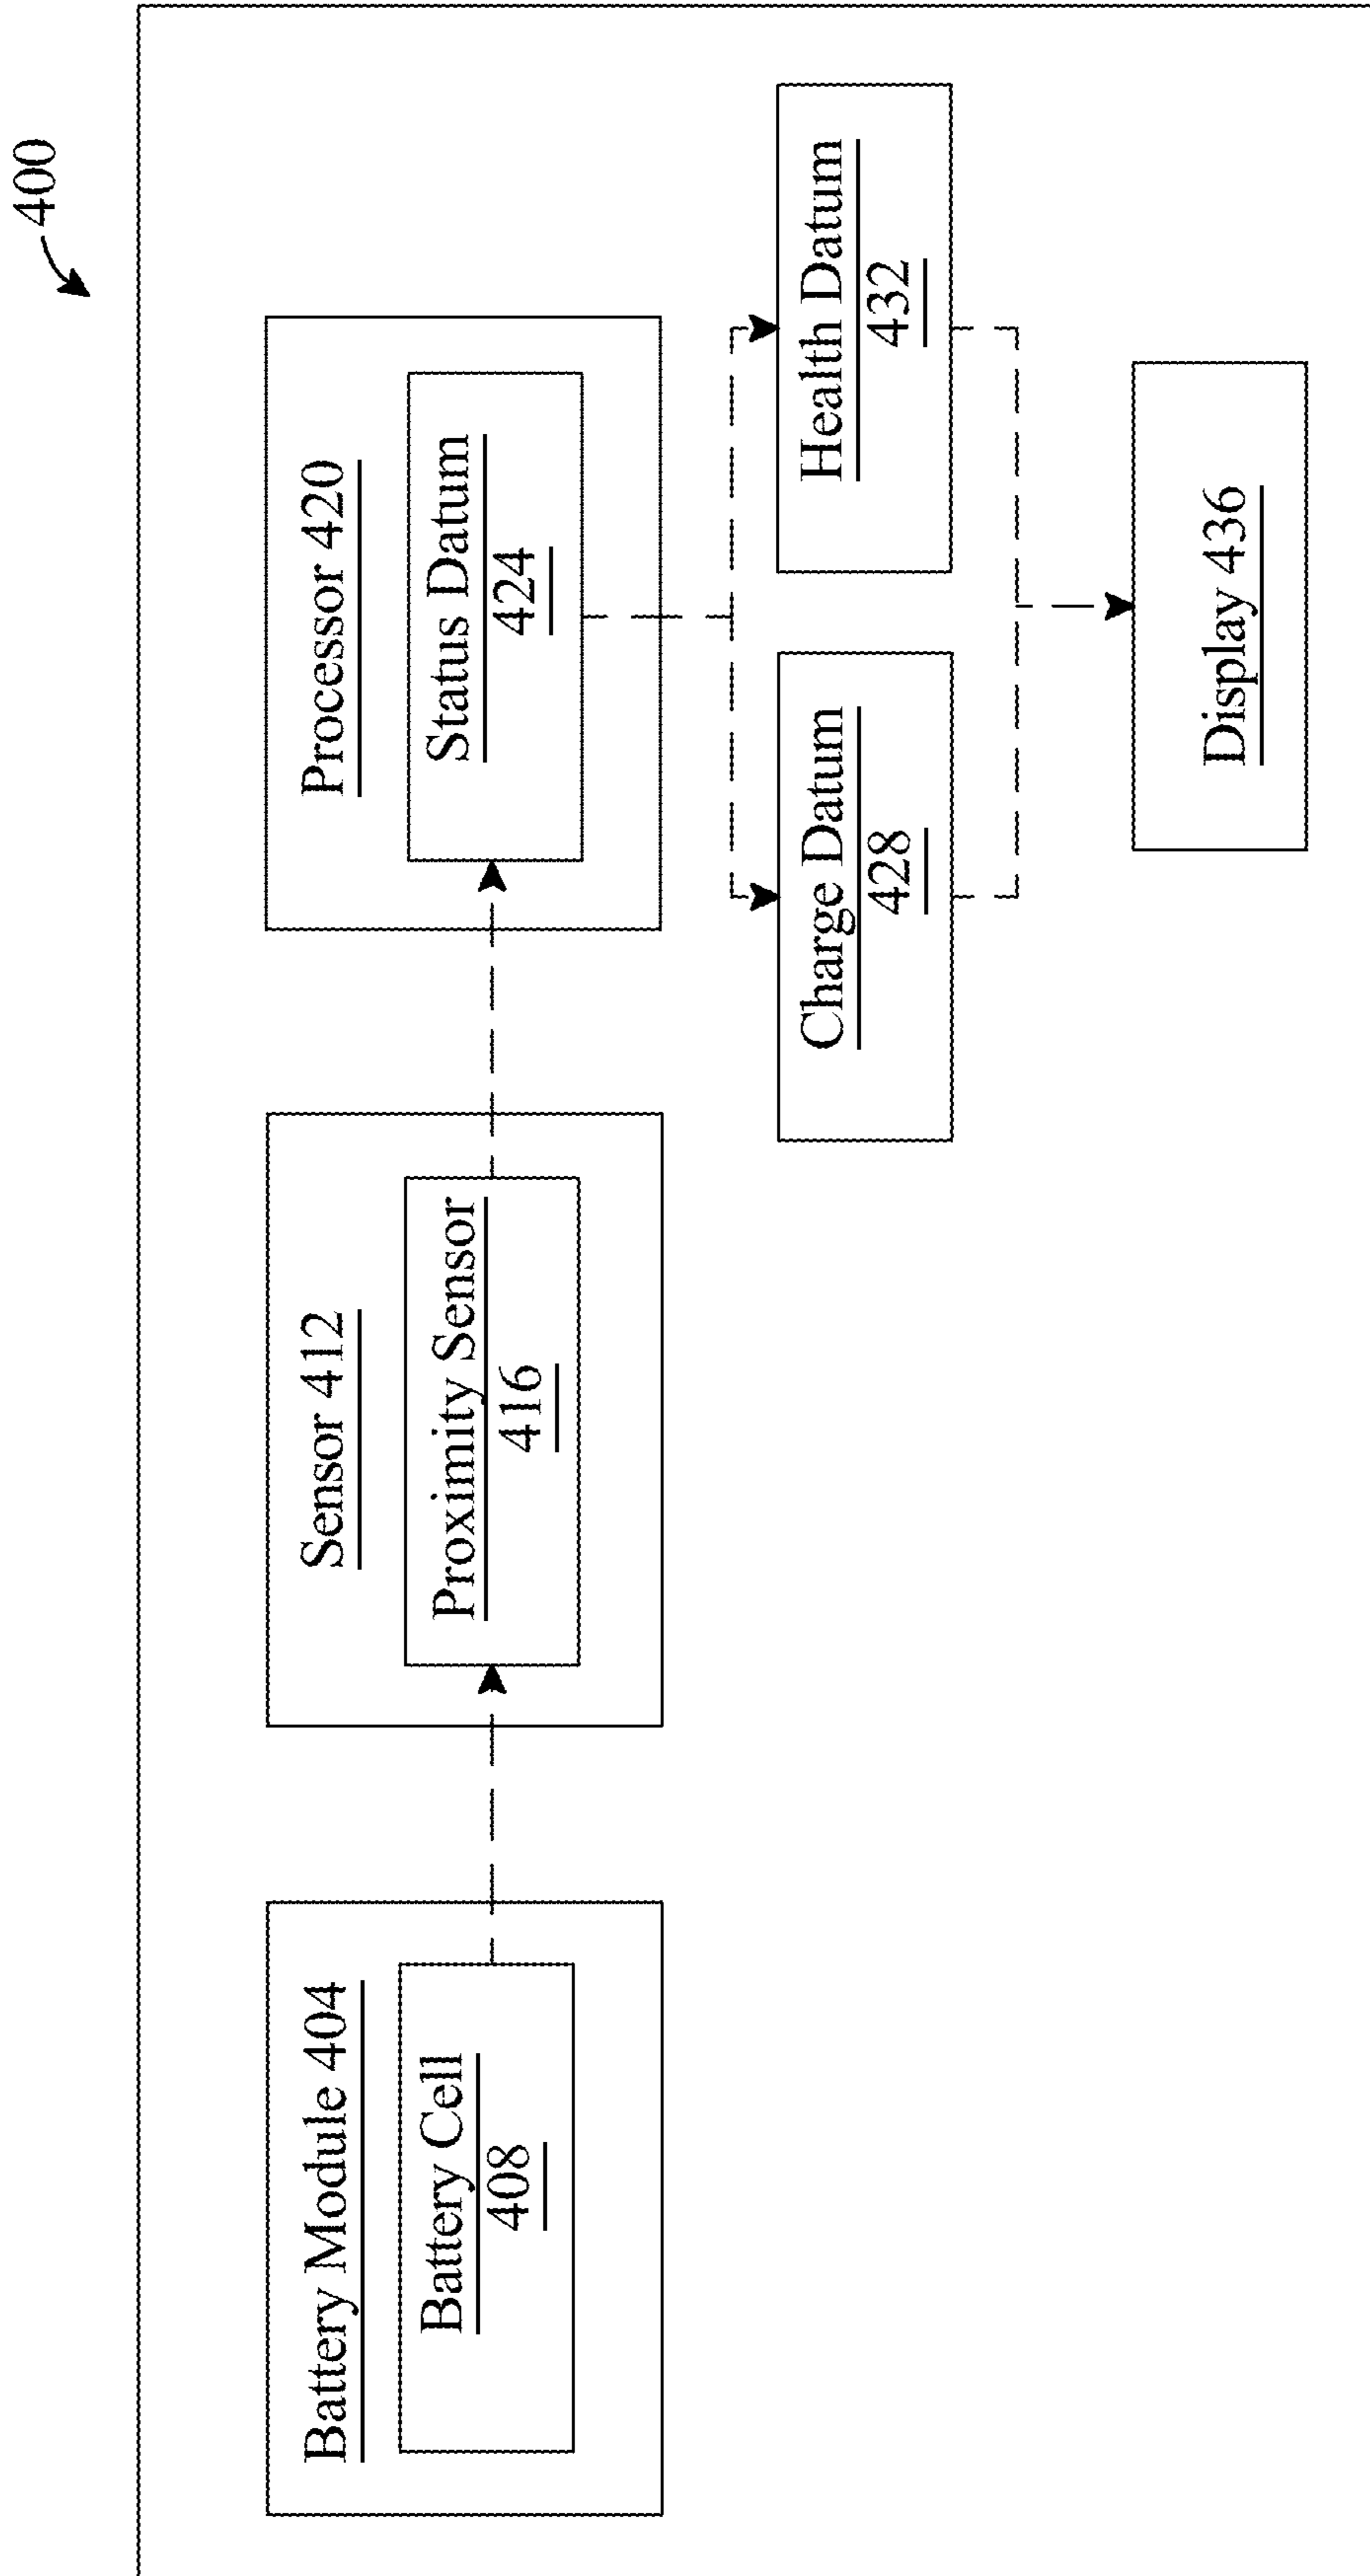 400
Battery Module 404
Battery Cell
408
Sensor 412
Proximity Sensor
416
Processor 420
Status Datum
424
Charge Datum
428
Health Datum
432
Display 436